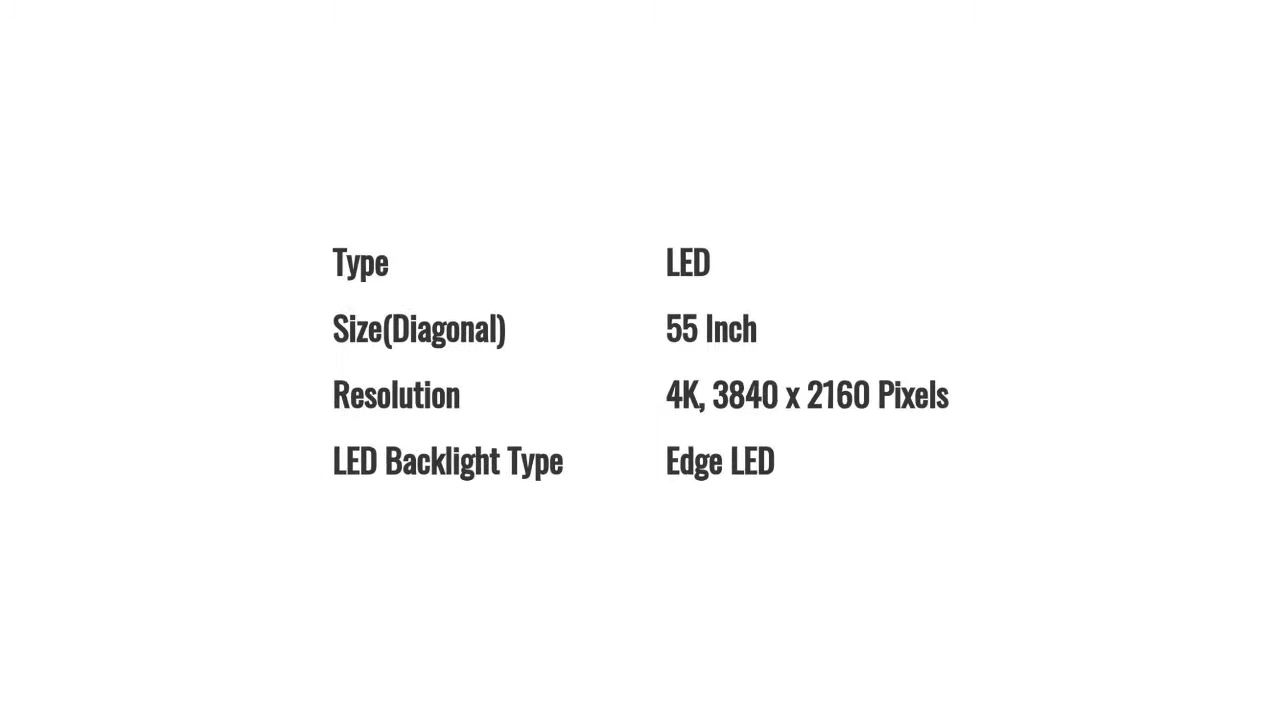 Type LED
Size(Diagonal) 55 Inch
Resolution 4K, 3840 x 2160 Pixels
LED Backlight Type Edge LED